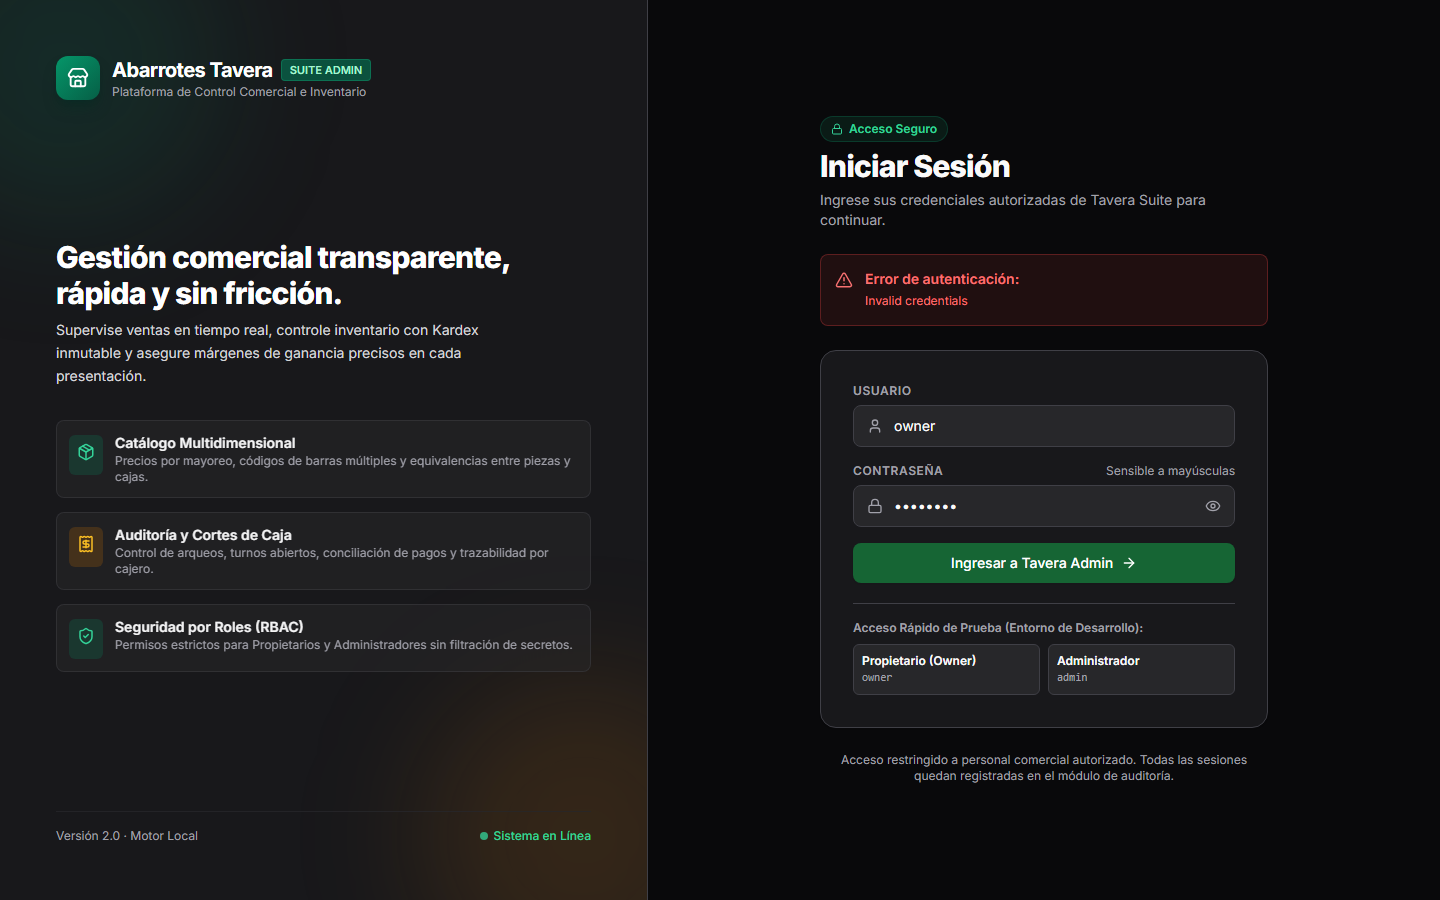 Abarrotes Tavera SUITE ADMIN
Plataforma de Control Comercial e Inventario
Gestión comercial transparente,
rápida y sin fricción.
Supervise ventas en tiempo real, controle inventario con Kardex
inmutable y asegure márgenes de ganancia precisos en cada
presentación.
Catálogo Multidimensional
Precios por mayoreo, códigos de barras múltiples y equivalencias entre piezas y
cajas.
Auditoría y Cortes de Caja
Control de arqueos, turnos abiertos, conciliación de pagos y trazabilidad por
cajero.
Seguridad por Roles (RBAC)
Permisos estrictos para Propietarios y Administradores sin filtración de secretos.
Versión 2.0 · Motor Local
Sistema en Línea
Acceso Seguro
Iniciar Sesión
Ingrese sus credenciales autorizadas de Tavera Suite para
continuar.
Error de autenticación:
Invalid credentials
USUARIO
owner
CONTRASEÑA
Sensible a mayúsculas
••••••••
Ingresar a Tavera Admin →
Acceso Rápido de Prueba (Entorno de Desarrollo):
Propietario (Owner)
owner
Administrador
admin
Acceso restringido a personal comercial autorizado. Todas las sesiones
quedan registradas en el módulo de auditoría.